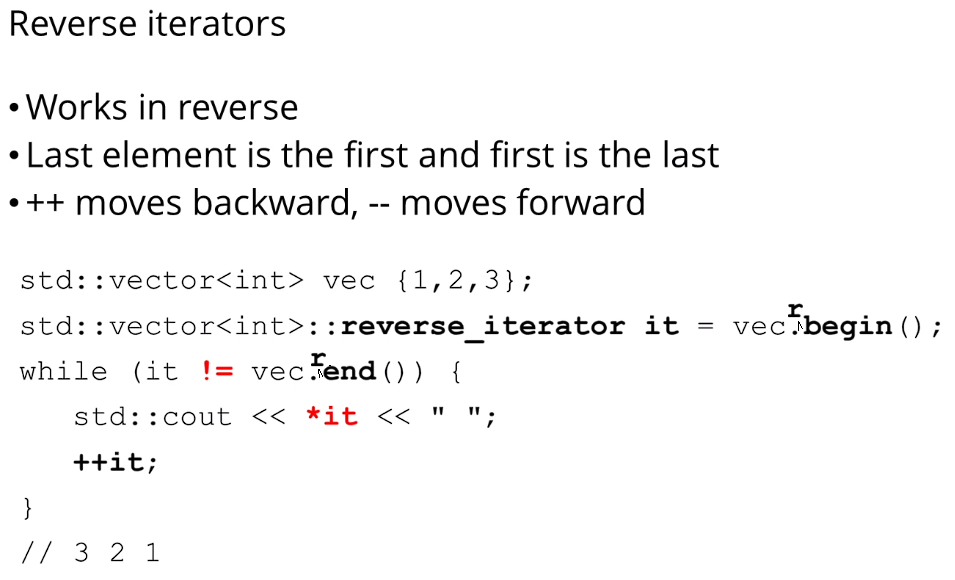 Reverse iterators
•Works in reverse
•Last element is the first and first is the last
•++ moves backward, -- moves forward
std::vector<int> vec {1,2,3};
std::vector<int>::reverse_iterator it = vec.rbegin();
while (it != vec.rend()) {
std::cout << *it << " ";
++it;
}
// 3 2 1